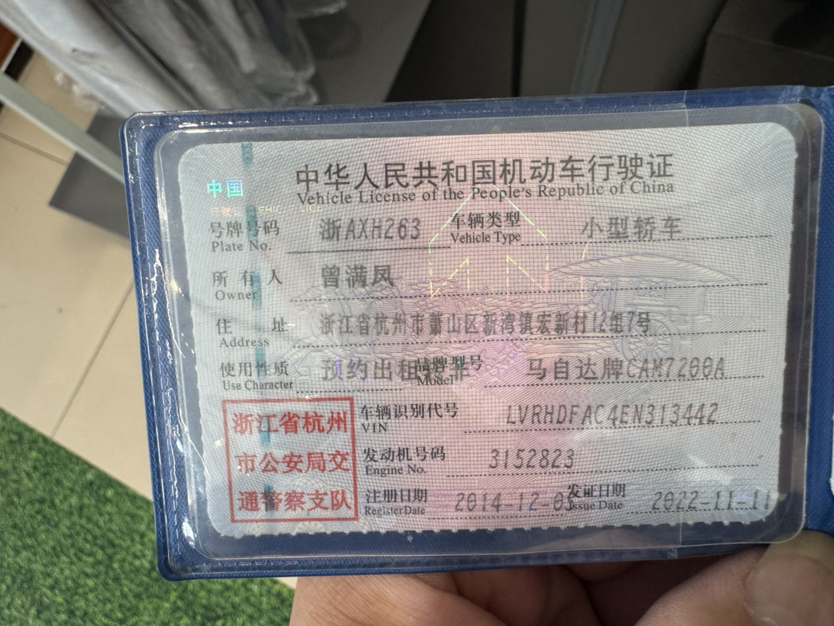 中国
中华人民共和国机动车行驶证
Vehicle License of the People's Republic of China
号牌号码 浙AXH263 车辆类型 小型轿车
Plate No. Vehicle Type
所有人 曾满凤
Owner
住址 浙江省杭州市萧山区新湾镇宏新村12组7号
Address
使用性质 预约出租 品牌型号 马自达牌CAM7200A
Use Character Model
浙江省杭州
市公安局交
通警察支队
车辆识别代号 LVRHDFAC4EN313442
VIN
发动机号码 3152823
Engine No.
注册日期 2014-12-03 发证日期 2022-11-11
Register Date Issue Date